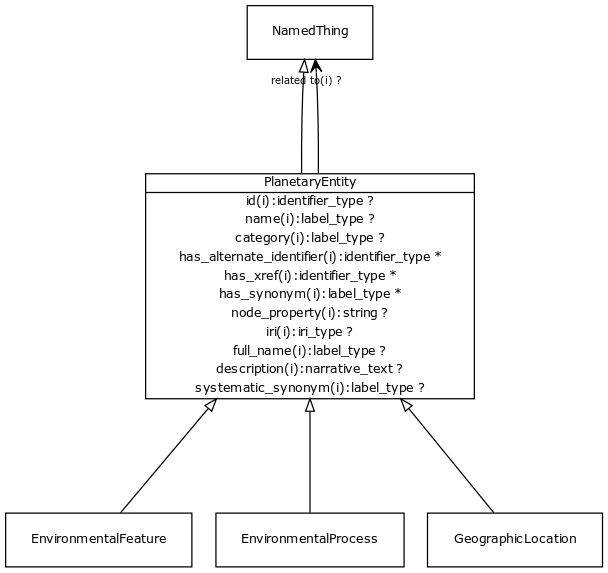 NamedThing
related to(i) ?
PlanetaryEntity
id(i):identifier_type ?
name(i):label_type ?
category(i):label_type ?
has_alternate_identifier(i):identifier_type *
has_xref(i):identifier_type *
has_synonym(i):label_type *
node_property(i):string ?
iri(i):iri_type ?
full_name(i):label_type ?
description(i):narrative_text ?
systematic_synonym(i):label_type ?
EnvironmentalFeature
EnvironmentalProcess
GeographicLocation